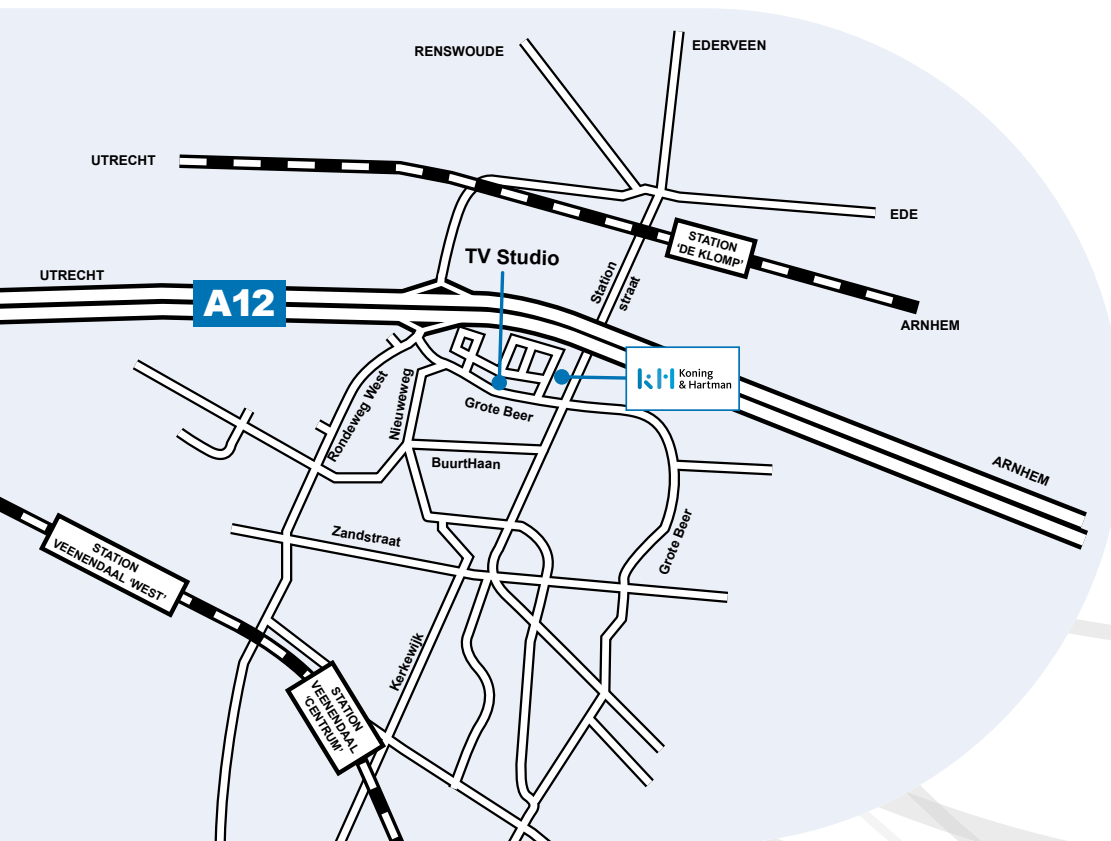 RENSWOUDE
EDERVEEN
UTRECHT
EDE
STATION
'DE KLOMP'
TV Studio
Station
straat
UTRECHT
A12
ARNHEM
Koning
& Hartman
Rondeweg West
Nieuweweg
Grote Beer
BuurtHaan
ARNHEM
Zandstraat
Grote Beer
STATION
VEENENDAAL 'WEST'
Kerkewijk
STATION
VEENENDAAL
'CENTRUM'